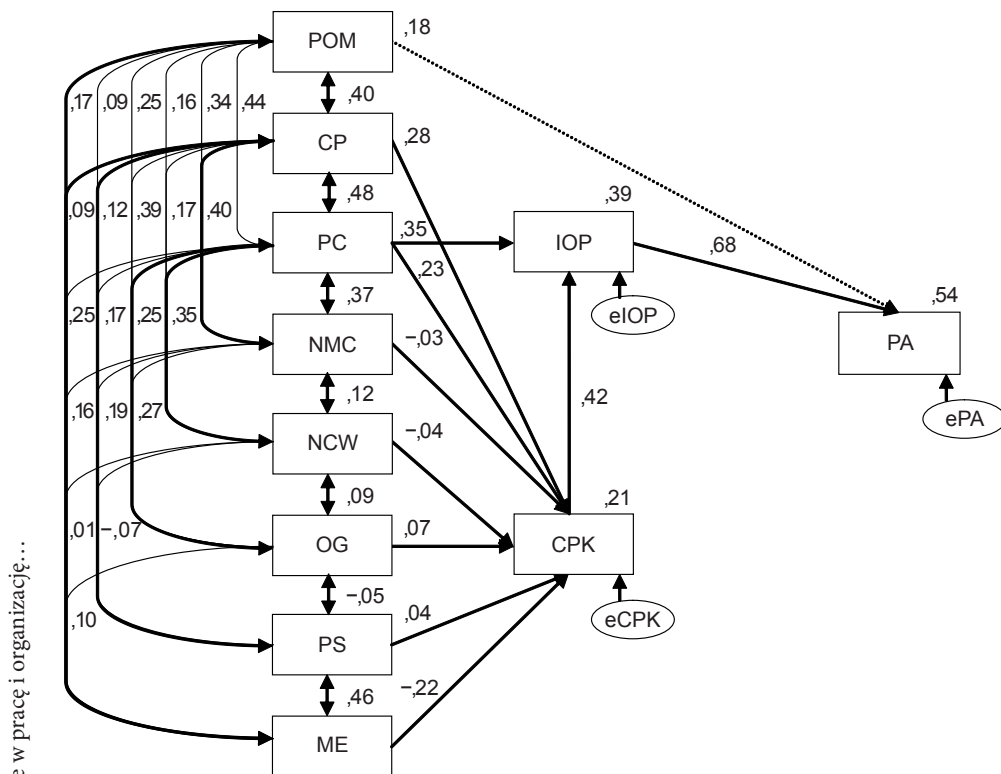 POM
,18
,17 ,09 ,25 ,16 ,34 ,44
,40
CP
,28
,48
,09 ,12 ,39 ,17 ,40
PC
,35
,23
IOP
,39
,68
eIOP
,54
PA
ePA
,37
,25 ,17 ,25 ,35
NMC
-,03
,12
,42
,16 ,19 ,27
NCW
-,04
,09
,21
,01 -,07
OG
,07
CPK
-,05
eCPK
,10
PS
,04
,46
-,22
ME
e w pracę i organizację…